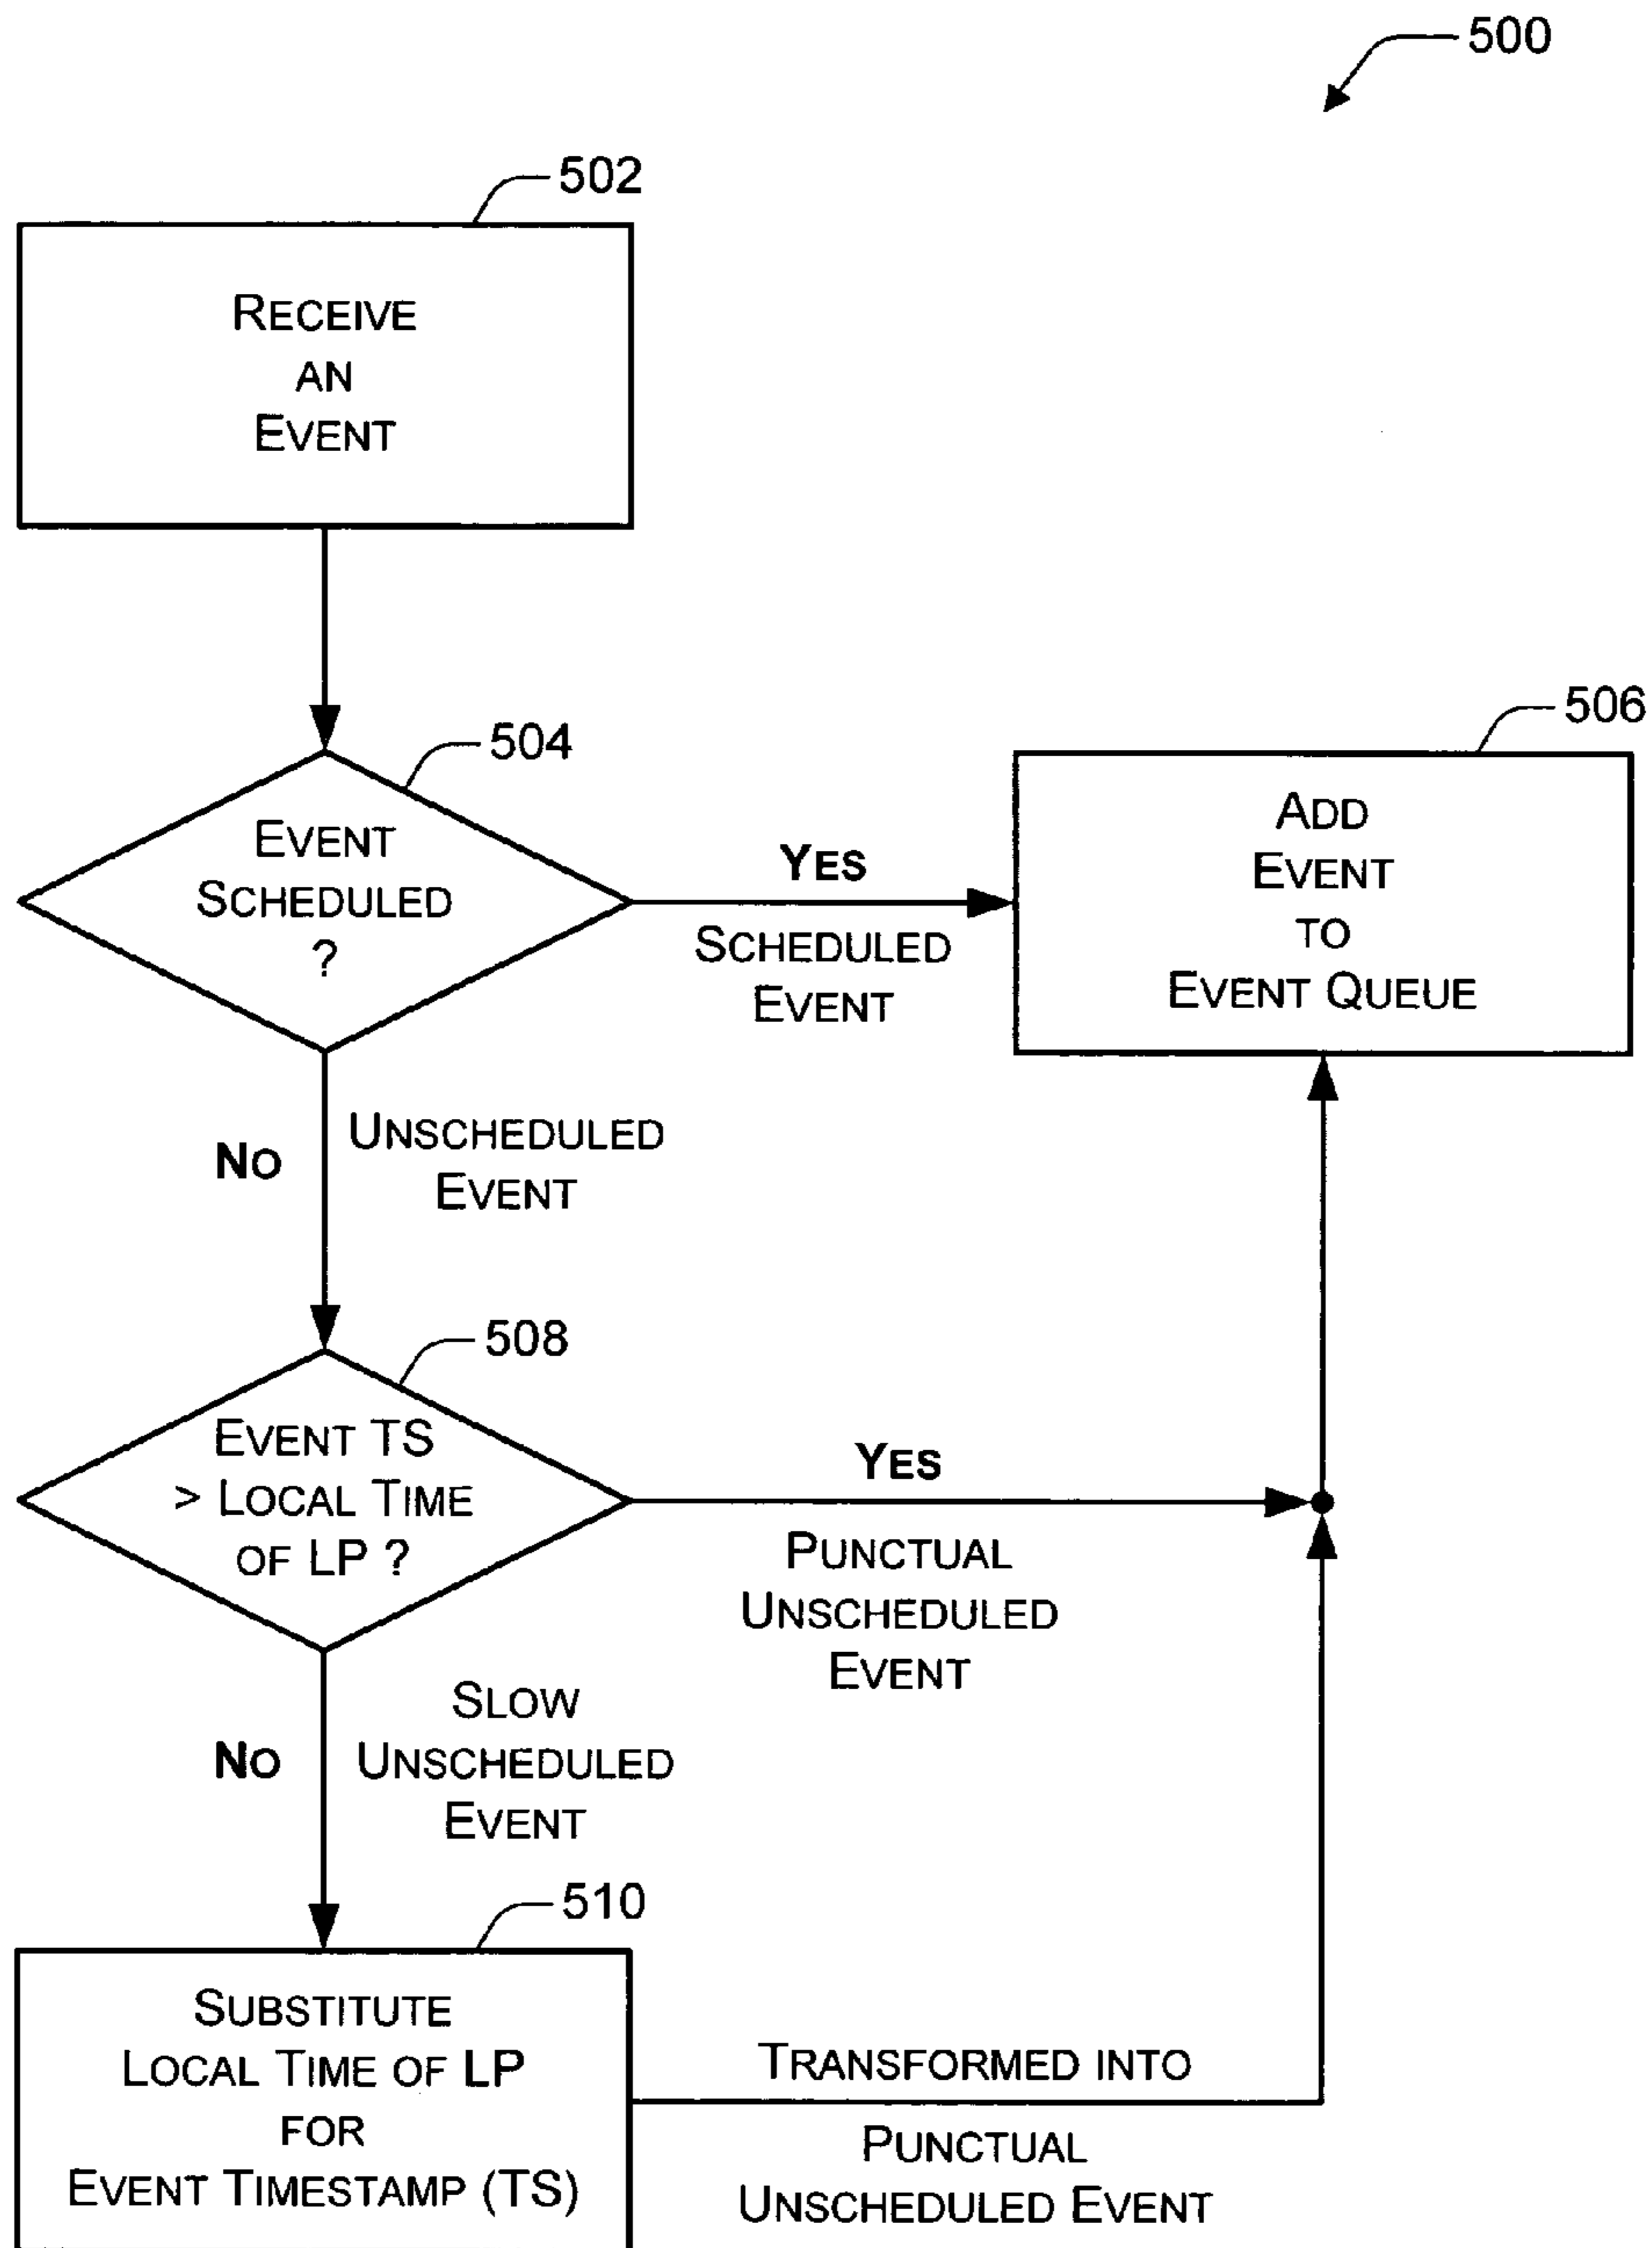 500
502
RECEIVE
AN
EVENT
504
EVENT
SCHEDULED
?
YES
SCHEDULED
EVENT
506
ADD
EVENT
TO
EVENT QUEUE
NO
UNSCHEDULED
EVENT
508
EVENT TS
> LOCAL TIME
OF LP ?
YES
PUNCTUAL
UNSCHEDULED
EVENT
NO
SLOW
UNSCHEDULED
EVENT
510
SUBSTITUTE
LOCAL TIME OF LP
FOR
EVENT TIMESTAMP (TS)
TRANSFORMED INTO
PUNCTUAL
UNSCHEDULED EVENT